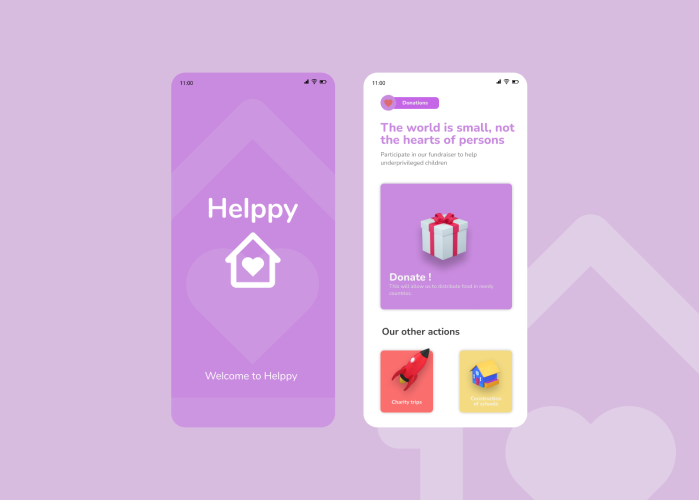 11:00
Helppy
Welcome to Helppy
11:00
Donations
The world is small, not
the hearts of persons
Participate in our fundraiser to help
underprivileged children
Donate !
This will allow us to distribute food in needy
countries
Our other actions
Charity trips
Construction
of services